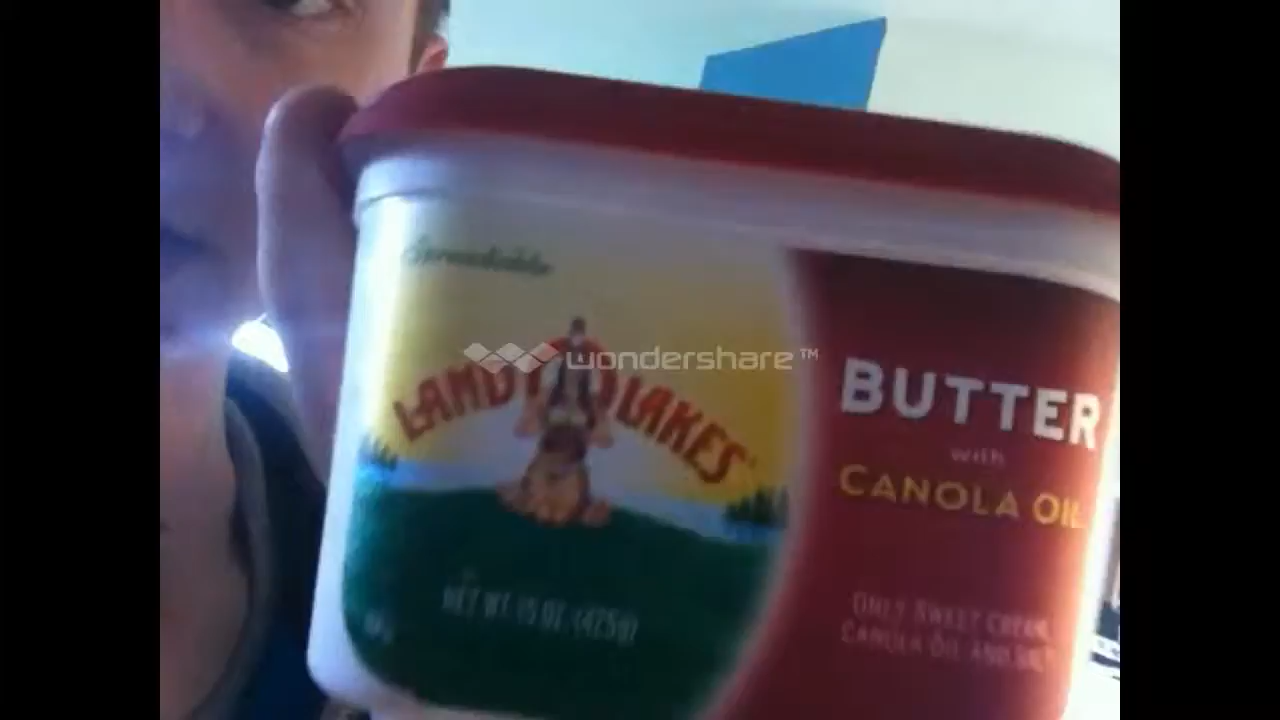 Spreadable
LAND O LAKES
wondershare™
BUTTER
with
CANOLA OIL
NET WT 15 OZ (425g)
ONLY SWEET CREAM,
CANOLA OIL AND SALT